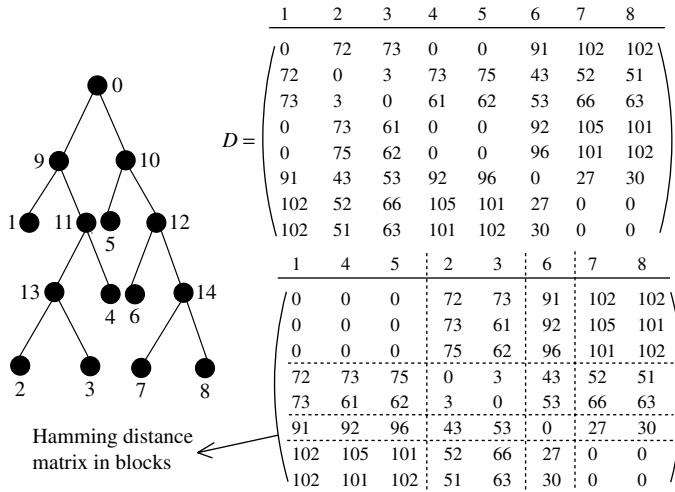 1 2 3 4 5 6 7 8
0 72 73 0 0 91 102 102
72 0 3 73 75 43 52 51
73 3 0 61 62 53 66 63
D = 0 73 61 0 0 92 105 101
0 75 62 0 0 96 101 102
91 43 53 92 96 0 27 30
102 52 66 105 101 27 0 0
102 51 63 101 102 30 0 0
0
9 10
1 11 5 12
13 4 6 14
2 3 7 8
1 4 5 2 3 6 7 8
0 0 0 72 73 91 102 102
0 0 0 73 61 92 105 101
0 0 0 75 62 96 101 102
72 73 75 0 3 43 52 51
73 61 62 3 0 53 66 63
91 92 96 43 53 0 27 30
102 105 101 52 66 27 0 0
102 101 102 51 63 30 0 0
Hamming distance
matrix in blocks